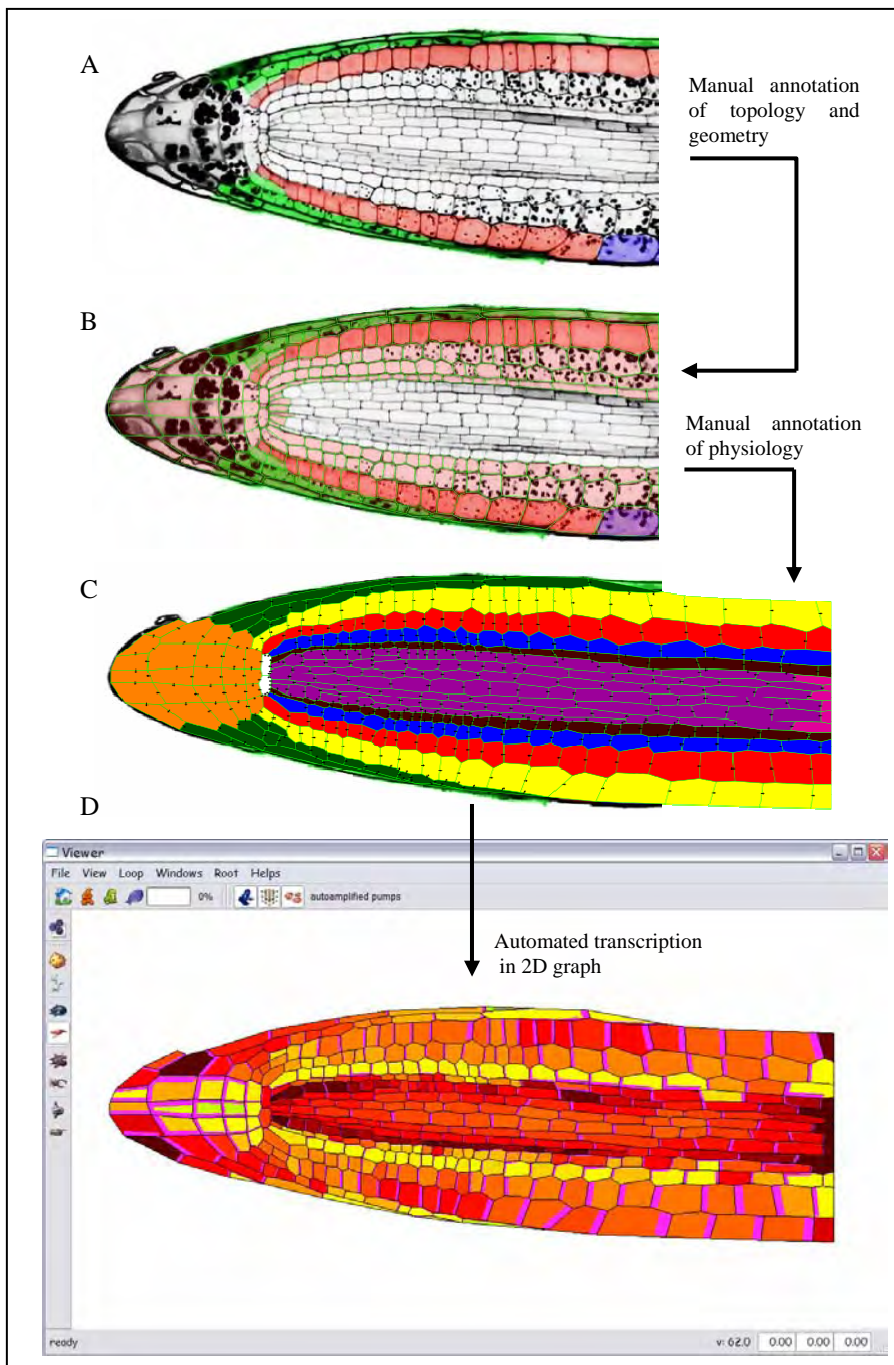 A
Manual annotation
of topology and
geometry
B
Manual annotation
of physiology
C
D
Viewer
File View Loop Windows Root Helps
0% autoamplified pumps
Automated transcription
in 2D graph
ready v: 62.0 0.00 0.00 0.00